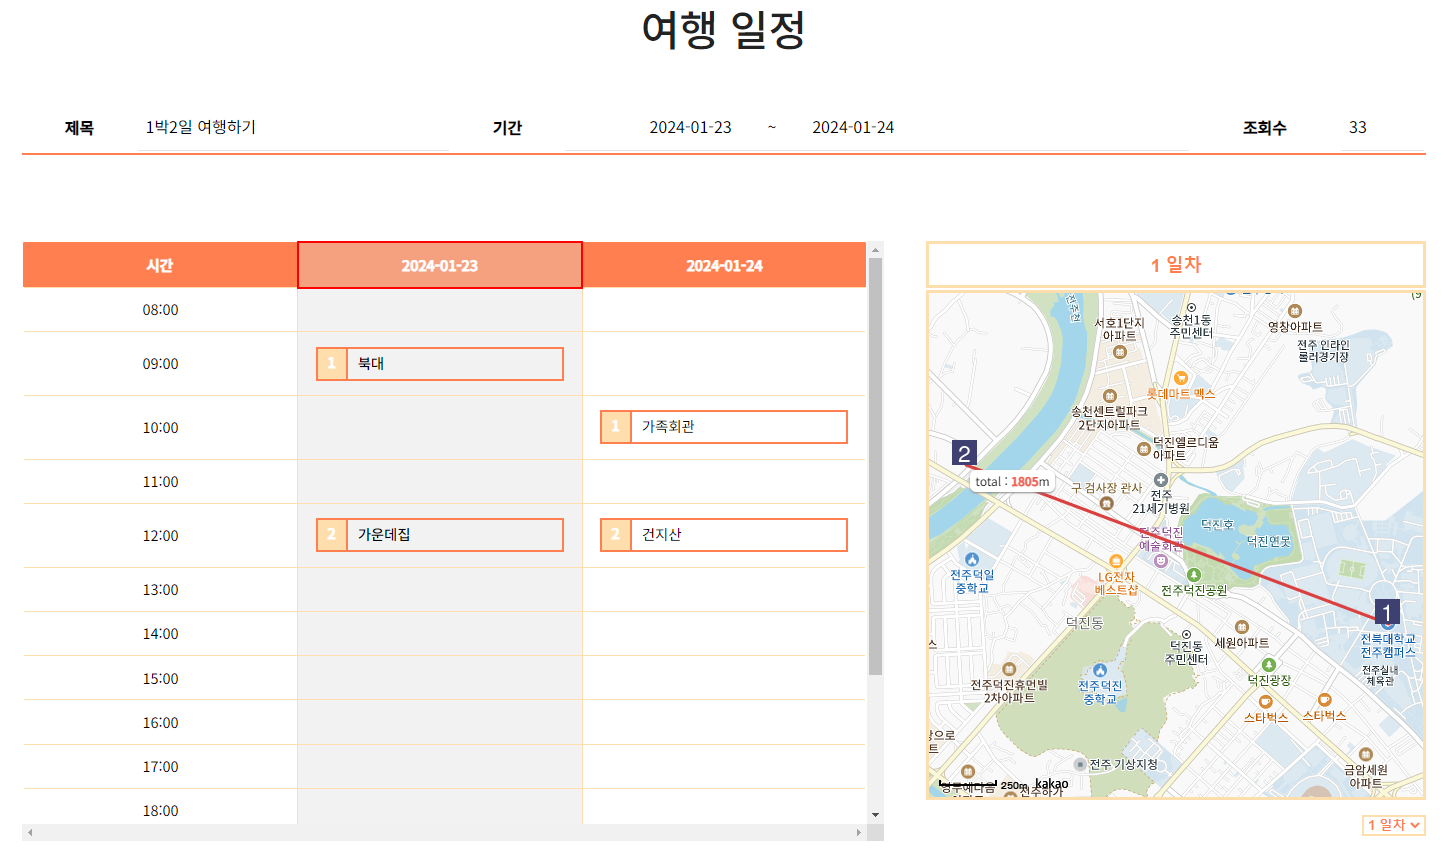 여행 일정
제목 1박2일 여행하기 기간 2024-01-23 ~ 2024-01-24 조회수 33
시간 2024-01-23 2024-01-24
08:00
09:00 1 북대
10:00 1 가족회관
11:00
12:00 2 가운데집 2 건지산
13:00
14:00
15:00
16:00
17:00
18:00
1 일차
전주천
서호1단지
아파트
송천1동
주민센터
영창아파트
전주 인라인
롤러경기장
롯데마트 맥스
송천센트럴파크
2단지아파트
덕진엘르디움
아파트
2
total : 1805m
구 검사장 관사
전주
21세기병원
전주덕진
예술회관
덕진호
덕진연못
전주덕일
중학교
LG전자
베스트샵
전주덕진공원
1
덕진동
덕진동
주민센터
세원아파트
전북대학교
전주캠퍼스
전주실내
체육관
전주덕진휴먼빌
2차아파트
전주덕진
중학교
덕진광장
스타벅스
스타벅스
전주 기상지청
금암세원
아파트
250m
kakao
전주하가
1 일차